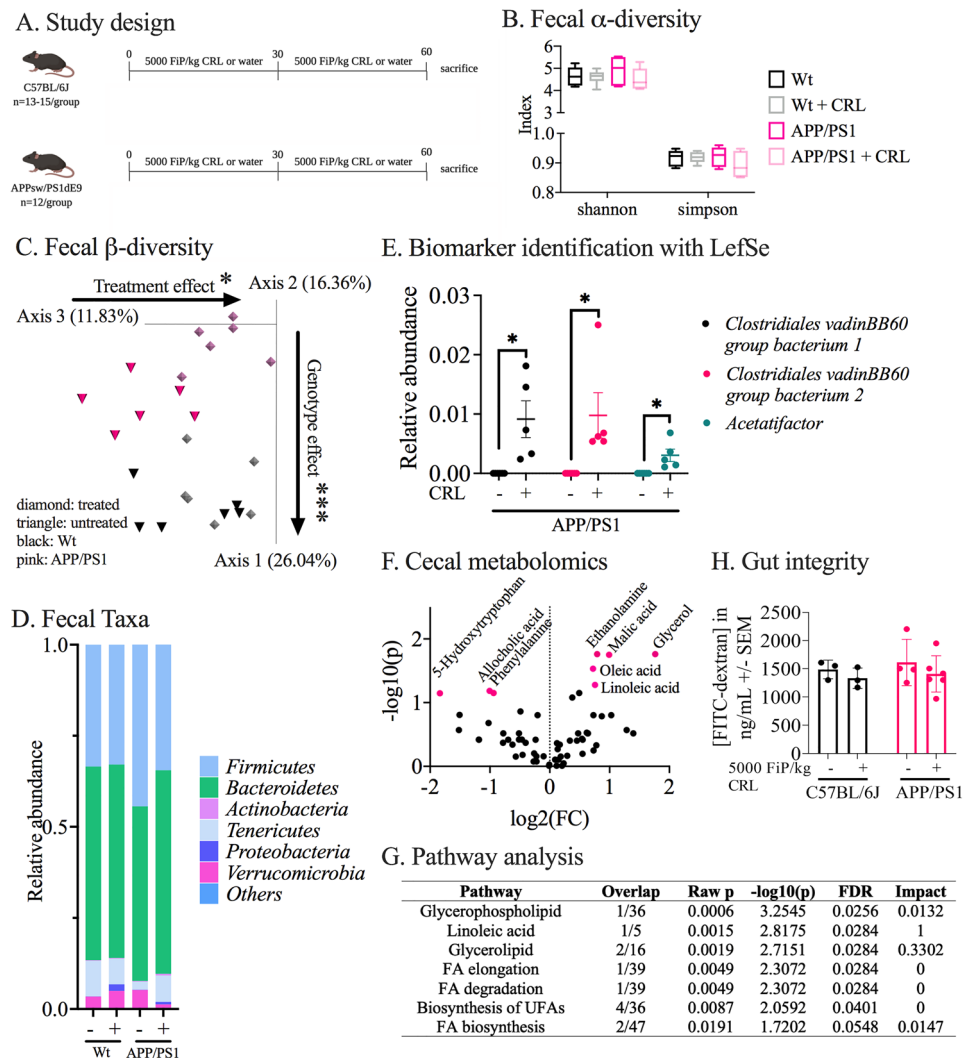 A. Study design
0
30
60
5000 FiP/kg CRL or water
5000 FiP/kg CRL or water
sacrifice
C57BL/6J
n=13-15/group
0
30
60
5000 FiP/kg CRL or water
5000 FiP/kg CRL or water
sacrifice
APPsw/PS1dE9
n=12/group
B. Fecal α-diversity
Index
6
5
4
3
1.0
0.9
0.8
shannon
simpson
Wt
Wt + CRL
APP/PS1
APP/PS1 + CRL
C. Fecal β-diversity
Treatment effect *
Axis 2 (16.36%)
Axis 3 (11.83%)
Genotype effect ***
diamond: treated
triangle: untreated
black: Wt
pink: APP/PS1
Axis 1 (26.04%)
E. Biomarker identification with LefSe
Relative abundance
0.03
0.02
0.01
0.00
*
*
*
CRL - + - + - +
APP/PS1
Clostridiales vadinBB60
group bacterium 1
Clostridiales vadinBB60
group bacterium 2
Acetatifactor
D. Fecal Taxa
Relative abundance
1.0
0.5
0.0
- + - +
Wt APP/PS1
Firmicutes
Bacteroidetes
Actinobacteria
Tenericutes
Proteobacteria
Verrucomicrobia
Others
F. Cecal metabolomics
-log10(p)
2
1
0
5-Hydroxytryptophan
Allocholic acid
Phenylalanine
Ethanolamine
Malic acid
Glycerol
Oleic acid
Linoleic acid
-2 -1 0 1 2
log2(FC)
H. Gut integrity
[FITC-dextran] in
ng/mL +/- SEM
2500
2000
1500
1000
500
0
5000 FiP/kg - + - +
CRL
C57BL/6J APP/PS1
G. Pathway analysis
Pathway Overlap Raw p -log10(p) FDR Impact
Glycerophospholipid 1/36 0.0006 3.2545 0.0256 0.0132
Linoleic acid 1/5 0.0015 2.8175 0.0284 1
Glycerolipid 2/16 0.0019 2.7151 0.0284 0.3302
FA elongation 1/39 0.0049 2.3072 0.0284 0
FA degradation 1/39 0.0049 2.3072 0.0284 0
Biosynthesis of UFAs 4/36 0.0087 2.0592 0.0401 0
FA biosynthesis 2/47 0.0191 1.7202 0.0548 0.0147